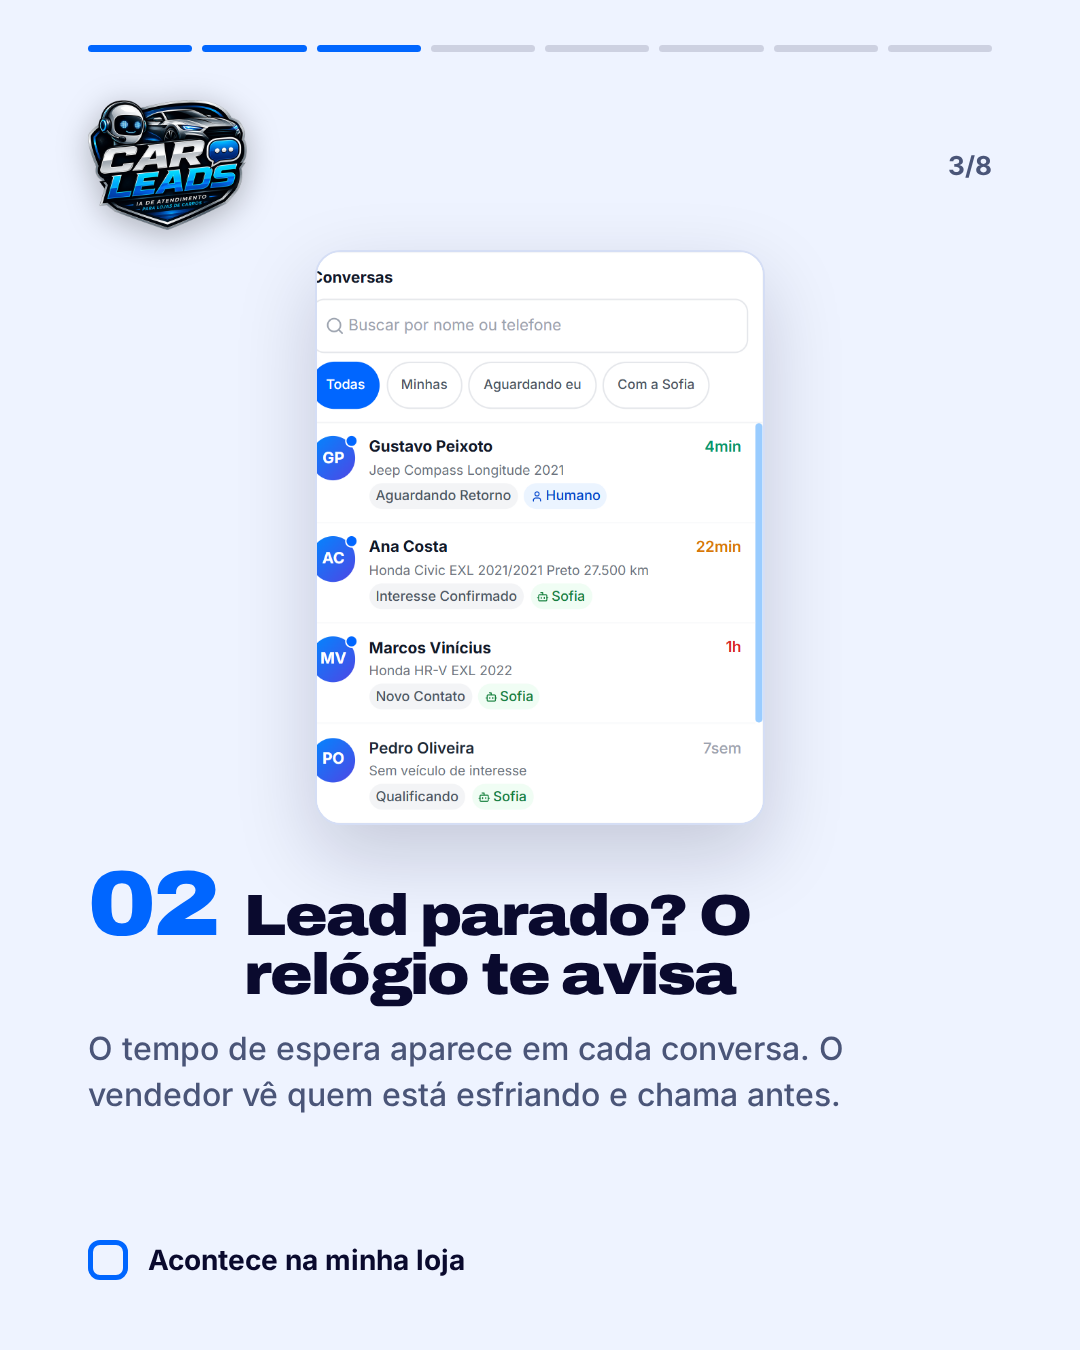 CAR
LEADS
IA DE ATENDIMENTO
PARA LOJAS DE CARROS
3/8
Conversas
Buscar por nome ou telefone
Todas Minhas Aguardando eu Com a Sofia
GP Gustavo Peixoto 4min
Jeep Compass Longitude 2021
Aguardando Retorno Humano
AC Ana Costa 22min
Honda Civic EXL 2021/2021 Preto 27.500 km
Interesse Confirmado Sofia
MV Marcos Vinícius 1h
Honda HR-V EXL 2022
Novo Contato Sofia
PO Pedro Oliveira 7sem
Sem veículo de interesse
Qualificando Sofia
02 Lead parado? O
relógio te avisa
O tempo de espera aparece em cada conversa. O
vendedor vê quem está esfriando e chama antes.
Acontece na minha loja